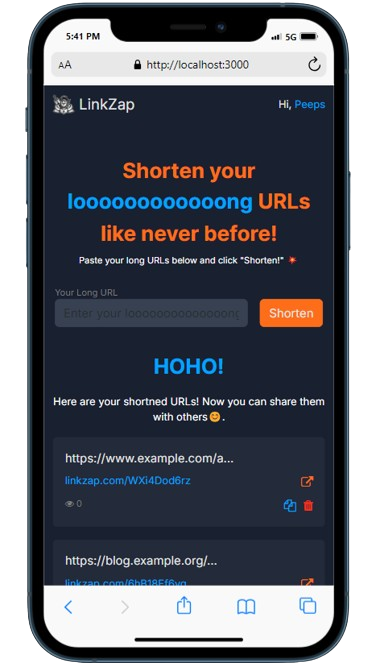 5:41 PM 5G
AA http://localhost:3000
LinkZap Hi, Peeps
Shorten your
looooooooooooong URLs
like never before!
Paste your long URLs below and click "Shorten!" 💥
Your Long URL
Enter your looooooooooooong Shorten
HOHO!
Here are your shortned URLs! Now you can share them
with others😊.
https://www.example.com/a...
linkzap.com/WXi4Dod6rz
0
https://blog.example.org/...